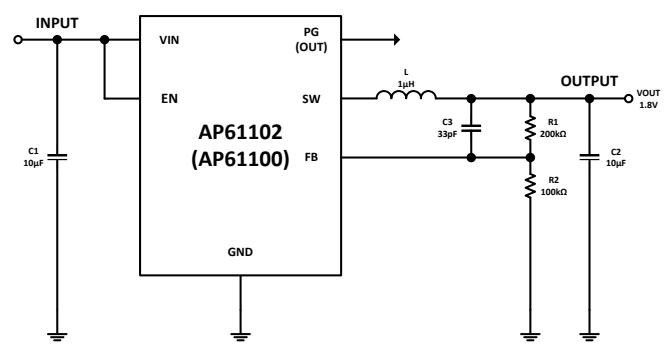 INPUT
VIN
PG
(OUT)
EN
SW
L
1µH
OUTPUT
VOUT
1.8V
C3
33pF
R1
200kΩ
AP61102
(AP61100)
FB
C1
10µF
R2
100kΩ
C2
10µF
GND